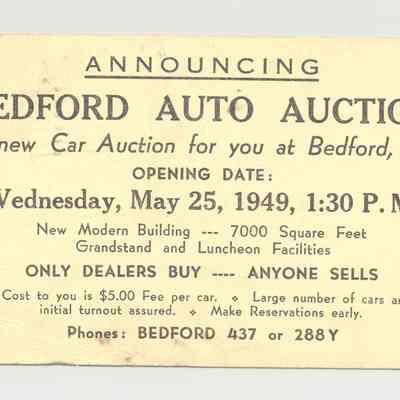 ANNOUNCING
EDFORD AUTO AUCTIO
new Car Auction for you at Bedford,
OPENING DATE:
Wednesday, May 25, 1949, 1:30 P. M
New Modern Building --- 7000 Square Feet
Grandstand and Luncheon Facilities
ONLY DEALERS BUY ---- ANYONE SELLS
Cost to you is $5.00 Fee per car. ❖ Large number of cars an
initial turnout assured. ❖ Make Reservations early.
Phones: BEDFORD 437 or 288Y